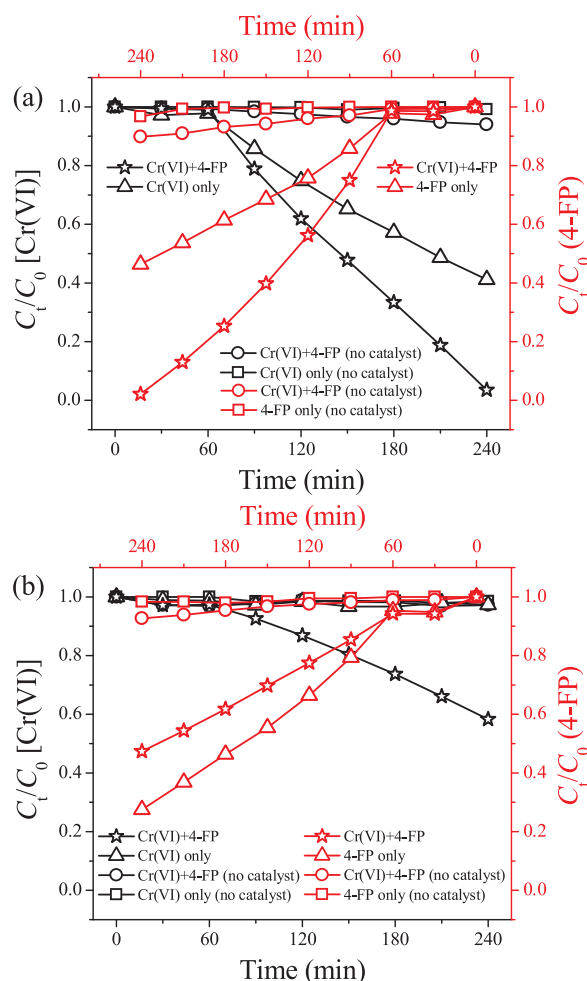 Time (min)
240 180 120 60 0
(a)
1.0 1.0
0.8 0.8
0.6 0.6
0.4 0.4
0.2 0.2
0.0 0.0
Ct/C0 [Cr(VI)]
Ct/C0 (4-FP)
Cr(VI)+4-FP
Cr(VI) only
Cr(VI)+4-FP
4-FP only
Cr(VI)+4-FP (no catalyst)
Cr(VI) only (no catalyst)
Cr(VI)+4-FP (no catalyst)
4-FP only (no catalyst)
0 60 120 180 240
Time (min)
Time (min)
240 180 120 60 0
(b)
1.0 1.0
0.8 0.8
0.6 0.6
0.4 0.4
0.2 0.2
0.0 0.0
Ct/C0 [Cr(VI)]
Ct/C0 (4-FP)
Cr(VI)+4-FP Cr(VI)+4-FP
Cr(VI) only 4-FP only
Cr(VI)+4-FP (no catalyst) Cr(VI)+4-FP (no catalyst)
Cr(VI) only (no catalyst) 4-FP only (no catalyst)
0 60 120 180 240
Time (min)